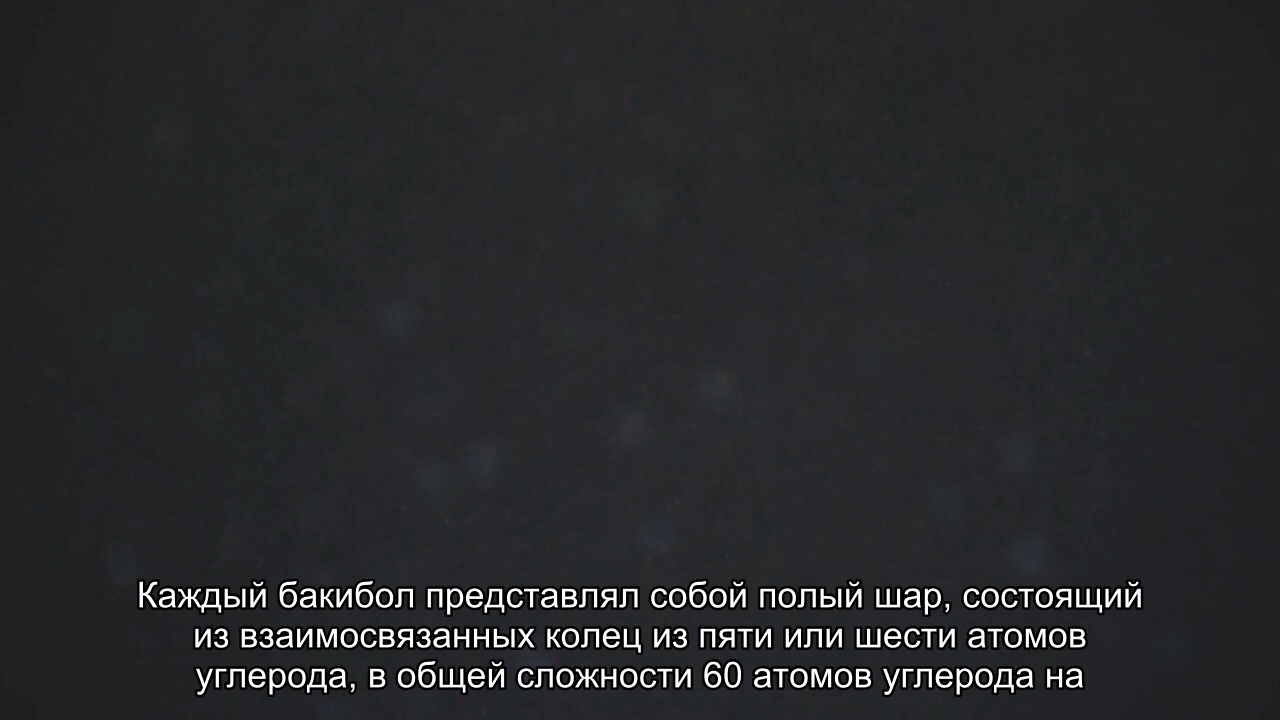 Каждый бакибол представлял собой полый шар, состоящий
из взаимосвязанных колец из пяти или шести атомов
углерода, в общей сложности 60 атомов углерода на